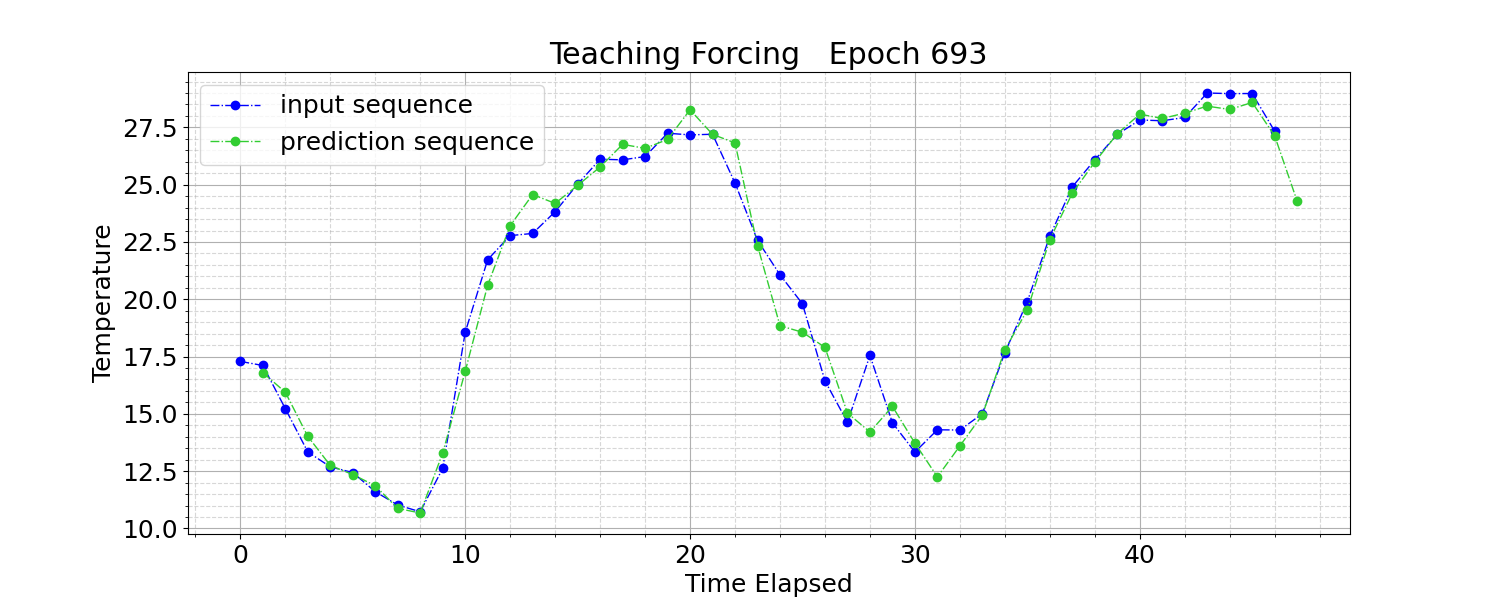 Teaching Forcing   Epoch 693
input sequence
prediction sequence
27.5
25.0
22.5
20.0
17.5
15.0
12.5
10.0
Temperature
0 10 20 30 40
Time Elapsed